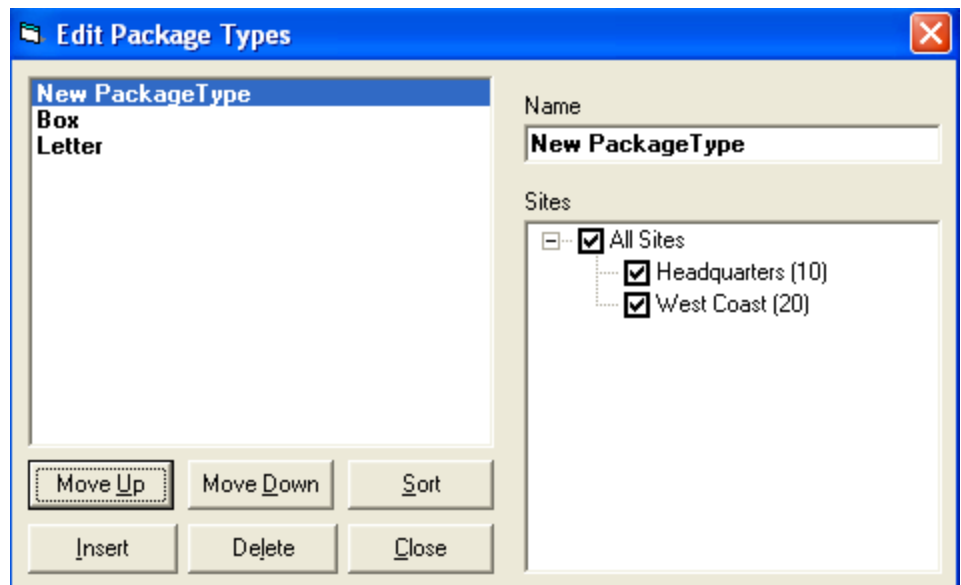 Edit Package Types
New PackageType
Box
Letter
Name
New PackageType
Sites
All Sites
Headquarters (10)
West Coast (20)
Move Up
Move Down
Sort
Insert
Delete
Close